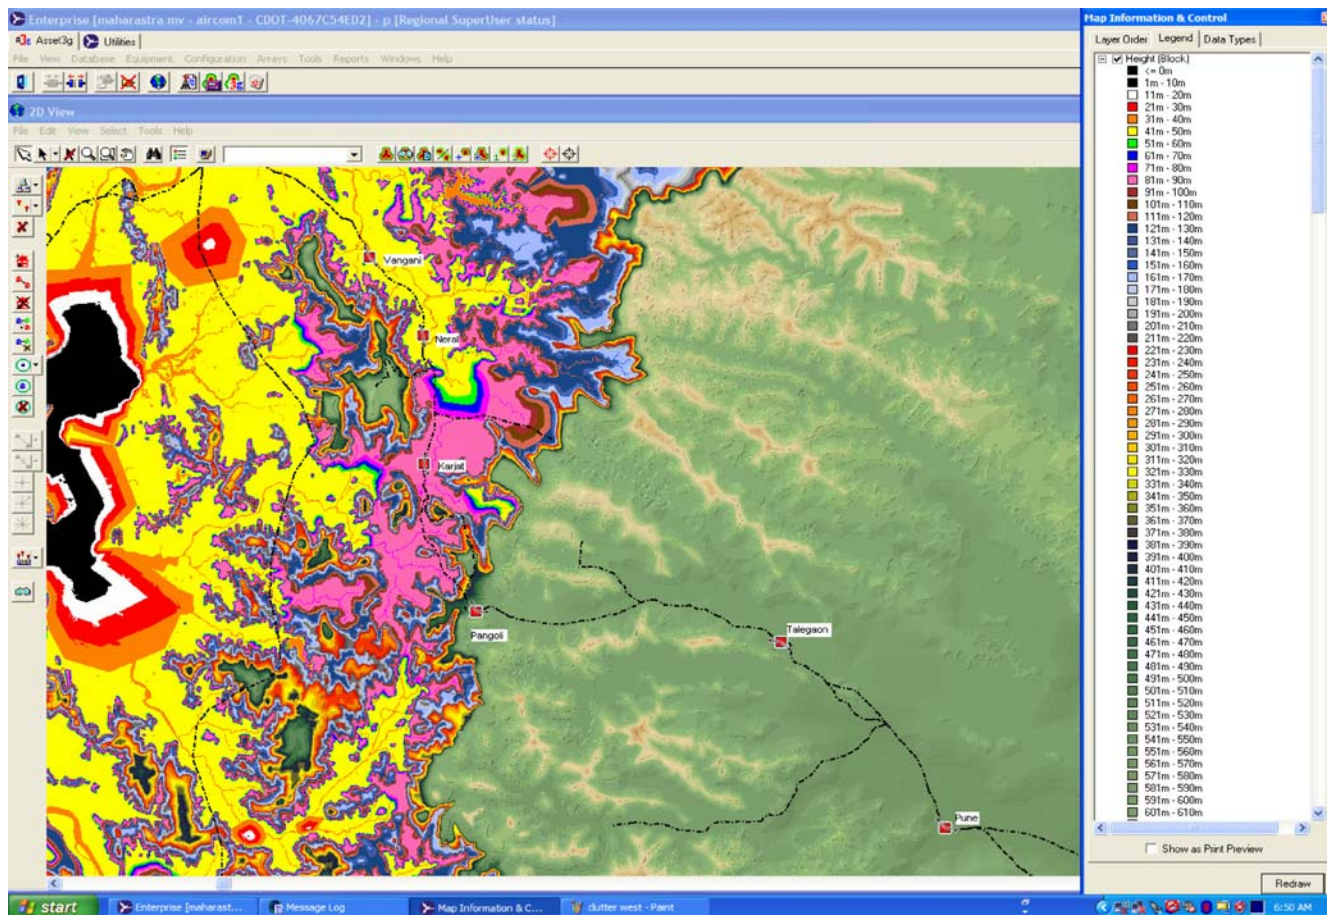 Enterprise [maharastra mv - aircom1 - CDOT-4067C54ED2] - p [Regional SuperUser status]
Map Information & Control
Asset3g Utilities
Layer Order Legend Data Types
File View Database Equipment Configuration Arrays Tools Reports Windows Help
2D View
File Edit View Select Tools Help
Height (Block)
<= 0m
1m - 10m
11m - 20m
21m - 30m
31m - 40m
41m - 50m
51m - 60m
61m - 70m
71m - 80m
81m - 90m
91m - 100m
101m - 110m
111m - 120m
121m - 130m
131m - 140m
141m - 150m
151m - 160m
161m - 170m
171m - 180m
181m - 190m
191m - 200m
201m - 210m
211m - 220m
221m - 230m
231m - 240m
241m - 250m
251m - 260m
261m - 270m
271m - 280m
281m - 290m
291m - 300m
301m - 310m
311m - 320m
321m - 330m
331m - 340m
341m - 350m
351m - 360m
361m - 370m
371m - 380m
381m - 390m
391m - 400m
401m - 410m
411m - 420m
421m - 430m
431m - 440m
441m - 450m
451m - 460m
461m - 470m
471m - 480m
481m - 490m
491m - 500m
501m - 510m
511m - 520m
521m - 530m
531m - 540m
541m - 550m
551m - 560m
561m - 570m
571m - 580m
581m - 590m
591m - 600m
601m - 610m
Vangani
Neral
Karjat
Pangoli
Talegaon
Pune
Show as Print Preview
Redraw
start Enterprise [maharast... Message Log Map Information & C... clutter west - Paint 6:50 AM